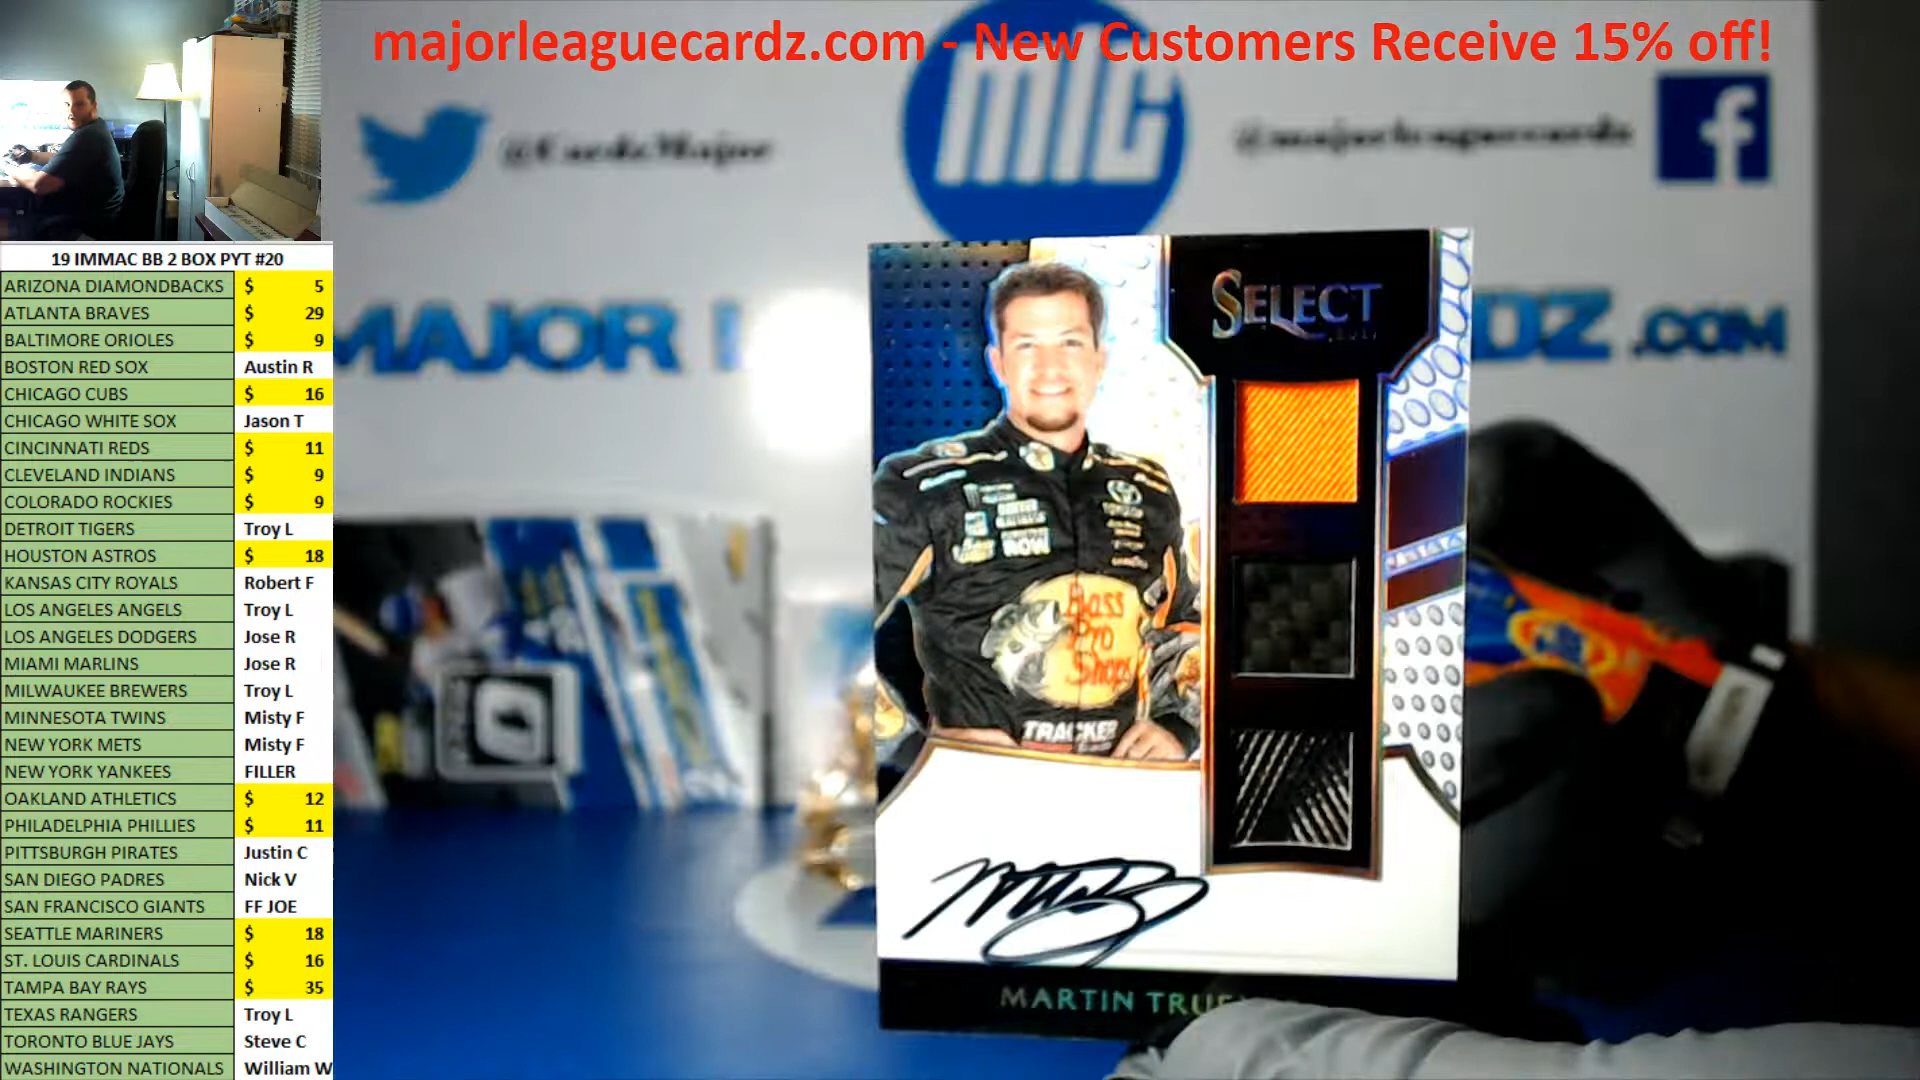 majorleaguecardz.com - New Customers Receive 15% off!
@CardzMajor
MLC
@majorleaguecardz
f
MAJOR
DZ.COM
19 IMMAC BB 2 BOX PYT #20
ARIZONA DIAMONDBACKS $ 5
ATLANTA BRAVES $ 29
BALTIMORE ORIOLES $ 9
BOSTON RED SOX Austin R
CHICAGO CUBS $ 16
CHICAGO WHITE SOX Jason T
CINCINNATI REDS $ 11
CLEVELAND INDIANS $ 9
COLORADO ROCKIES $ 9
DETROIT TIGERS Troy L
HOUSTON ASTROS $ 18
KANSAS CITY ROYALS Robert F
LOS ANGELES ANGELS Troy L
LOS ANGELES DODGERS Jose R
MIAMI MARLINS Jose R
MILWAUKEE BREWERS Troy L
MINNESOTA TWINS Misty F
NEW YORK METS Misty F
NEW YORK YANKEES FILLER
OAKLAND ATHLETICS $ 12
PHILADELPHIA PHILLIES $ 11
PITTSBURGH PIRATES Justin C
SAN DIEGO PADRES Nick V
SAN FRANCISCO GIANTS FF JOE
SEATTLE MARINERS $ 18
ST. LOUIS CARDINALS $ 16
TAMPA BAY RAYS $ 35
TEXAS RANGERS Troy L
TORONTO BLUE JAYS Steve C
WASHINGTON NATIONALS William W
SELECT
Bass
Pro
Shops
TRACKER
MARTIN TRUE